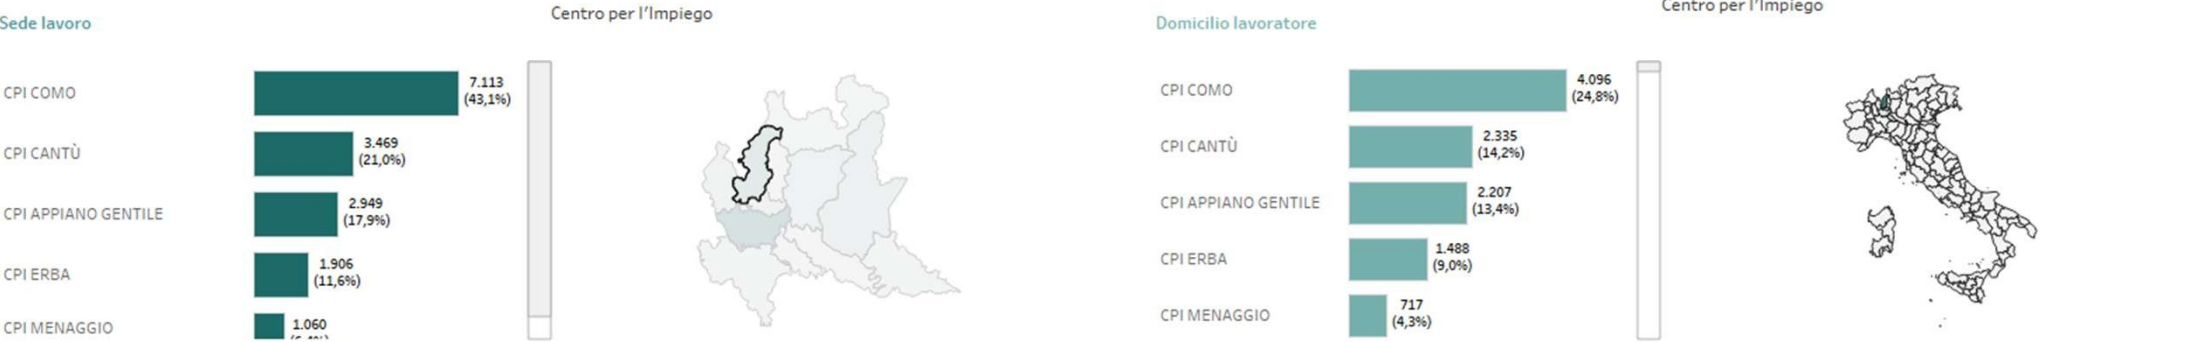 Sede lavoro
Centro per l'Impiego
CPI COMO
7.113
(43,1%)
CPI CANTÙ
3.469
(21,0%)
CPI APPIANO GENTILE
2.949
(17,9%)
CPI ERBA
1.906
(11,6%)
CPI MENAGGIO
1.060
Domicilio lavoratore
Centro per l'Impiego
CPI COMO
4.096
(24,8%)
CPI CANTÙ
2.335
(14,2%)
CPI APPIANO GENTILE
2.207
(13,4%)
CPI ERBA
1.488
(9,0%)
CPI MENAGGIO
717
(4,3%)